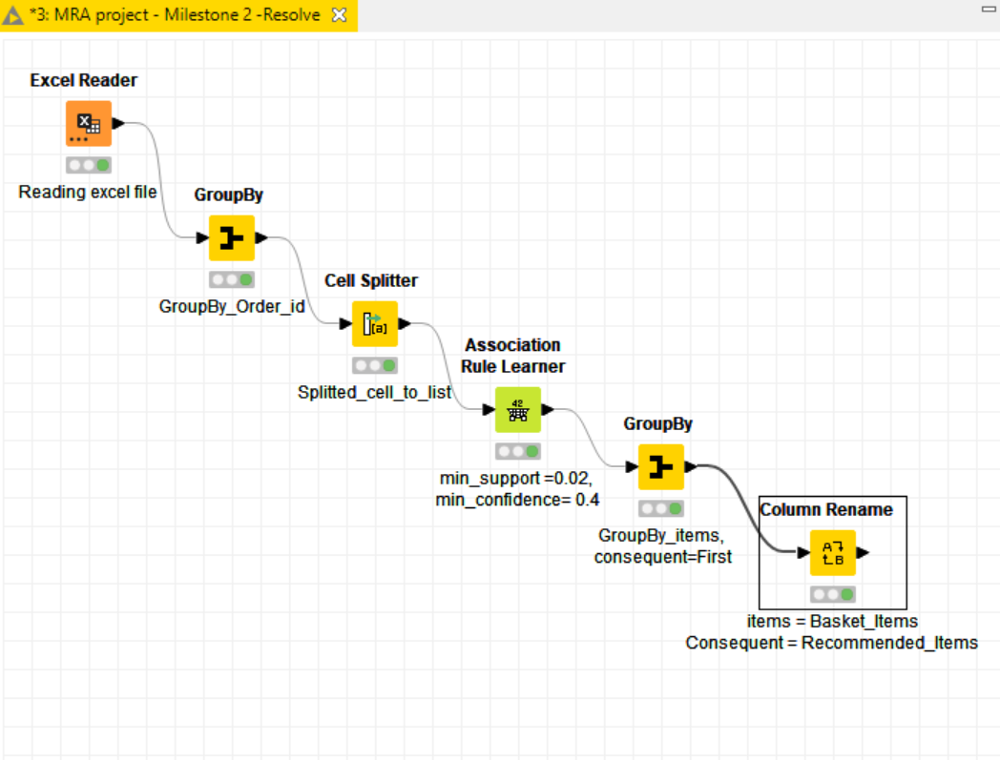 *3: MRA project - Milestone 2 -Resolve
Excel Reader
Reading excel file
GroupBy
GroupBy_Order_id
Cell Splitter
[a]
Splitted_cell_to_list
Association
Rule Learner
42
min_support =0.02,
min_confidence= 0.4
GroupBy
GroupBy_items,
consequent=First
Column Rename
A
B
items = Basket_Items
Consequent = Recommended_Items